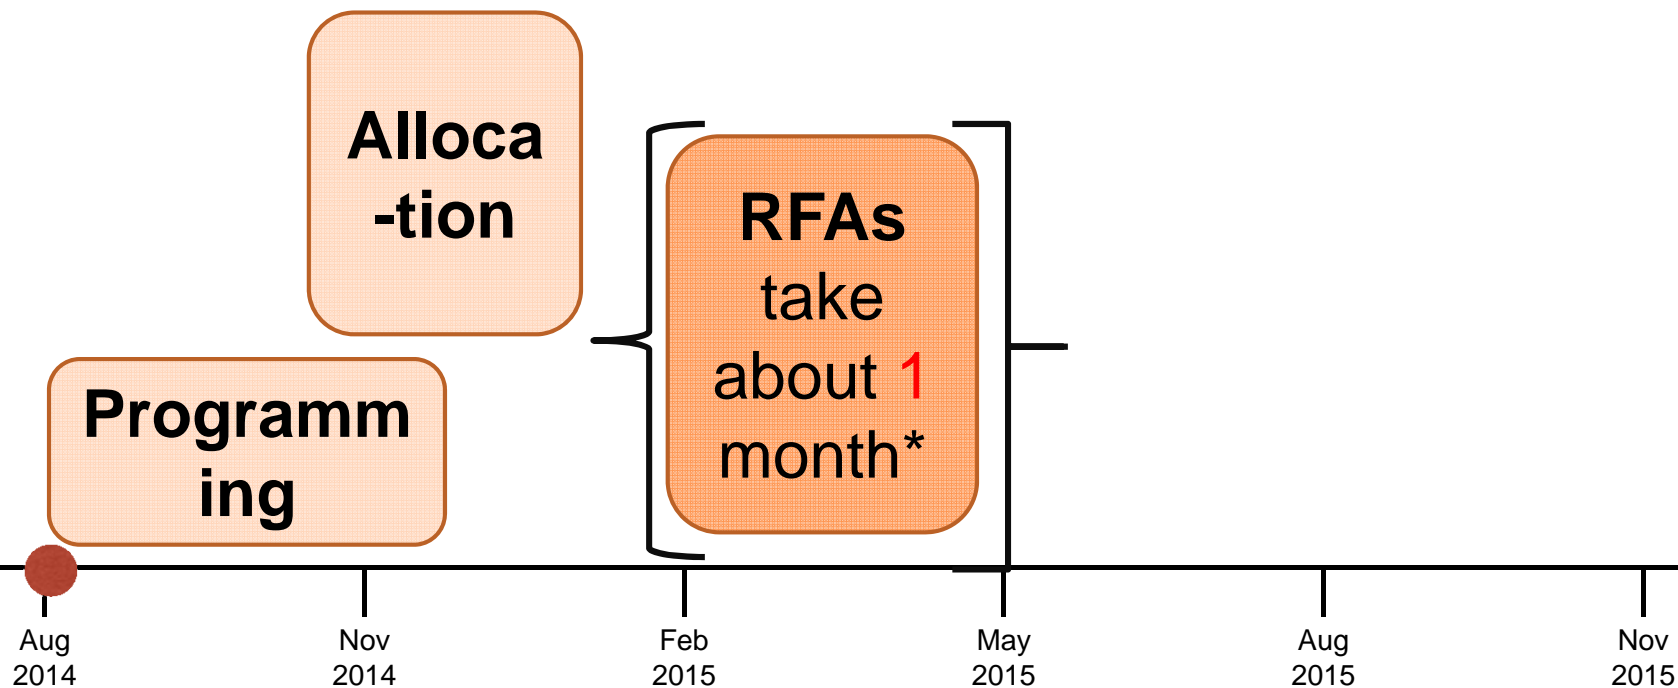 Alloca
-tion
Programm
ing
RFAs
take
about 1
month*
Aug
2014
Nov
2014
Feb
2015
May
2015
Aug
2015
Nov
2015